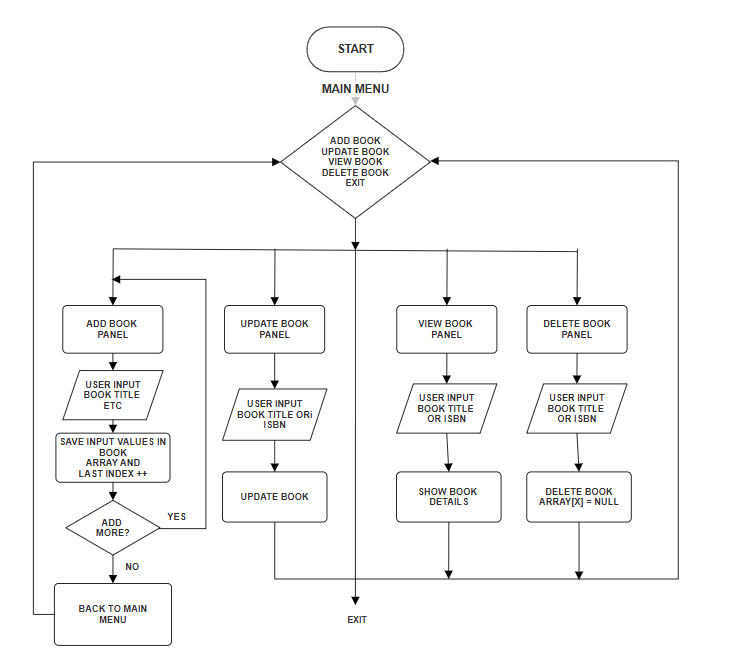 START
MAIN MENU
ADD BOOK
UPDATE BOOK
VIEW BOOK
DELETE BOOK
EXIT
ADD BOOK
PANEL
USER INPUT
BOOK TITLE
ETC
SAVE INPUT VALUES IN
BOOK
ARRAY AND
LAST INDEX ++
ADD
MORE?
YES
NO
BACK TO MAIN
MENU
UPDATE BOOK
PANEL
USER INPUT
BOOK TITLE ORi
ISBN
UPDATE BOOK
EXIT
VIEW BOOK
PANEL
USER INPUT
BOOK TITLE
OR ISBN
SHOW BOOK
DETAILS
DELETE BOOK
PANEL
USER INPUT
BOOK TITLE
OR ISBN
DELETE BOOK
ARRAY[X] = NULL